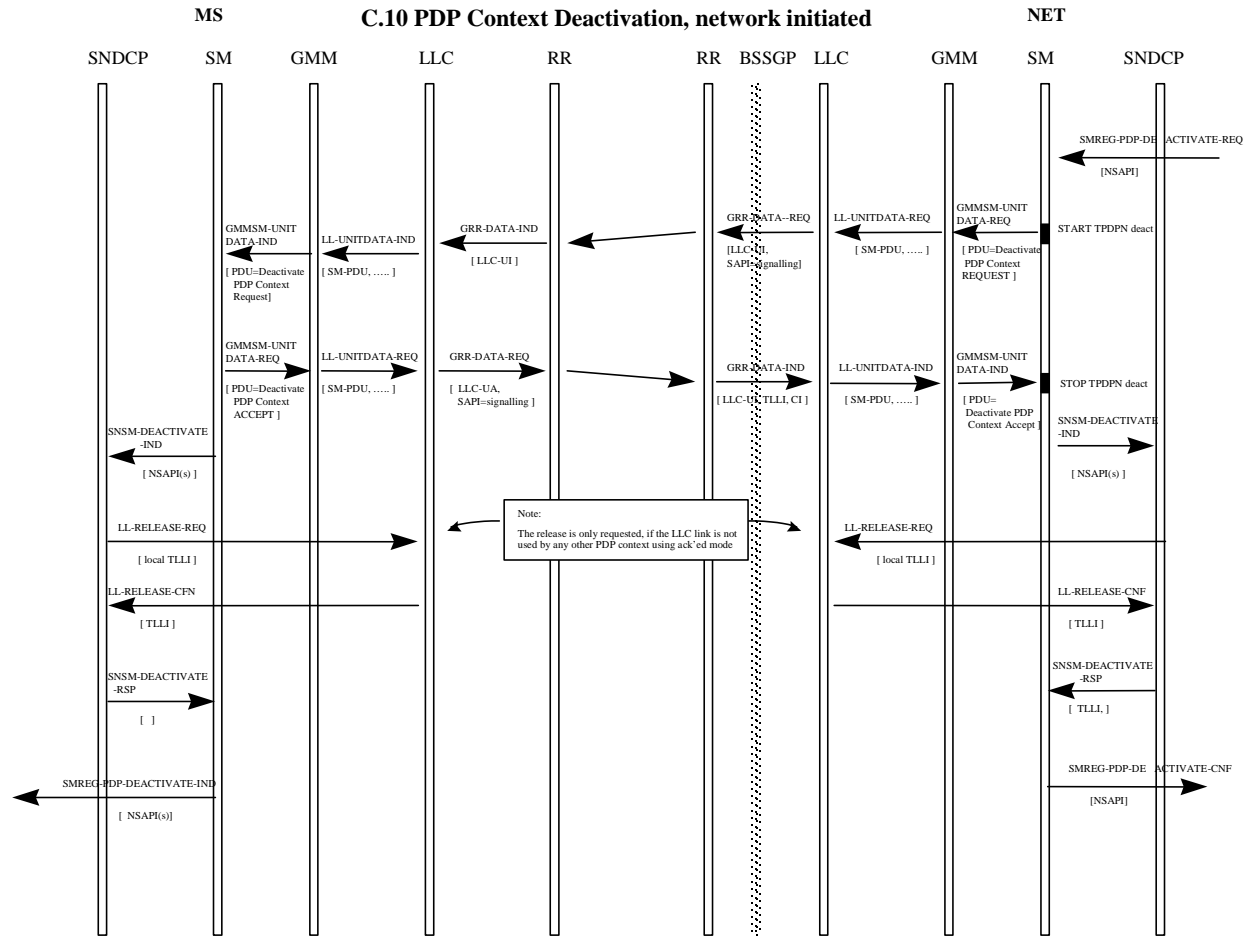 MS
C.10 PDP Context Deactivation, network initiated
NET
SNDCP
SM
GMM
LLC
RR
RR
BSSGP
LLC
GMM
SM
SNDCP
SMREG-PDP-DE ACTIVATE-REQ
[NSAPI]
GMMSM-UNIT
DATA-IND
[ PDU=Deactivate
PDP Context
Request]
LL-UNITDATA-IND
[ SM-PDU, ..... ]
GRR-DATA-IND
[ LLC-UI ]
GRR-DATA--REQ
[LLC-UI,
SAPI=signalling]
LL-UNITDATA-REQ
[ SM-PDU, ..... ]
GMMSM-UNIT
DATA-REQ
[ PDU=Deactivate
PDP Context
REQUEST ]
START TPDPN deact
GMMSM-UNIT
DATA-REQ
[ PDU=Deactivate
PDP Context
ACCEPT ]
LL-UNITDATA-REQ
[ SM-PDU, ..... ]
GRR-DATA-REQ
[ LLC-UA,
SAPI=signalling ]
GRR-DATA-IND
[ LLC-UI, TLLI, CI ]
LL-UNITDATA-IND
[ SM-PDU, ..... ]
GMMSM-UNIT
DATA-IND
[ PDU=
Deactivate PDP
Context Accept ]
STOP TPDPN deact
SNSM-DEACTIVATE
-IND
[ NSAPI(s) ]
SNSM-DEACTIVATE
-IND
[ NSAPI(s) ]
LL-RELEASE-REQ
[ local TLLI ]
Note:
The release is only requested, if the LLC link is not
used by any other PDP context using ack'ed mode
LL-RELEASE-REQ
[ local TLLI ]
LL-RELEASE-CFN
[ TLLI ]
LL-RELEASE-CNF
[ TLLI ]
SNSM-DEACTIVATE
-RSP
[ ]
SNSM-DEACTIVATE
-RSP
[ TLLI, ]
SMREG-PDP-DEACTIVATE-IND
[ NSAPI(s)]
SMREG-PDP-DE ACTIVATE-CNF
[NSAPI]